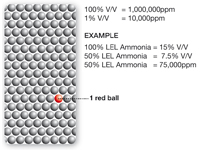 100% V/V = 1,000,000ppm
1% V/V = 10,000ppm
EXAMPLE
100% LEL Ammonia = 15% V/V
50% LEL Ammonia = 7.5% V/V
50% LEL Ammonia = 75,000ppm
1 red ball